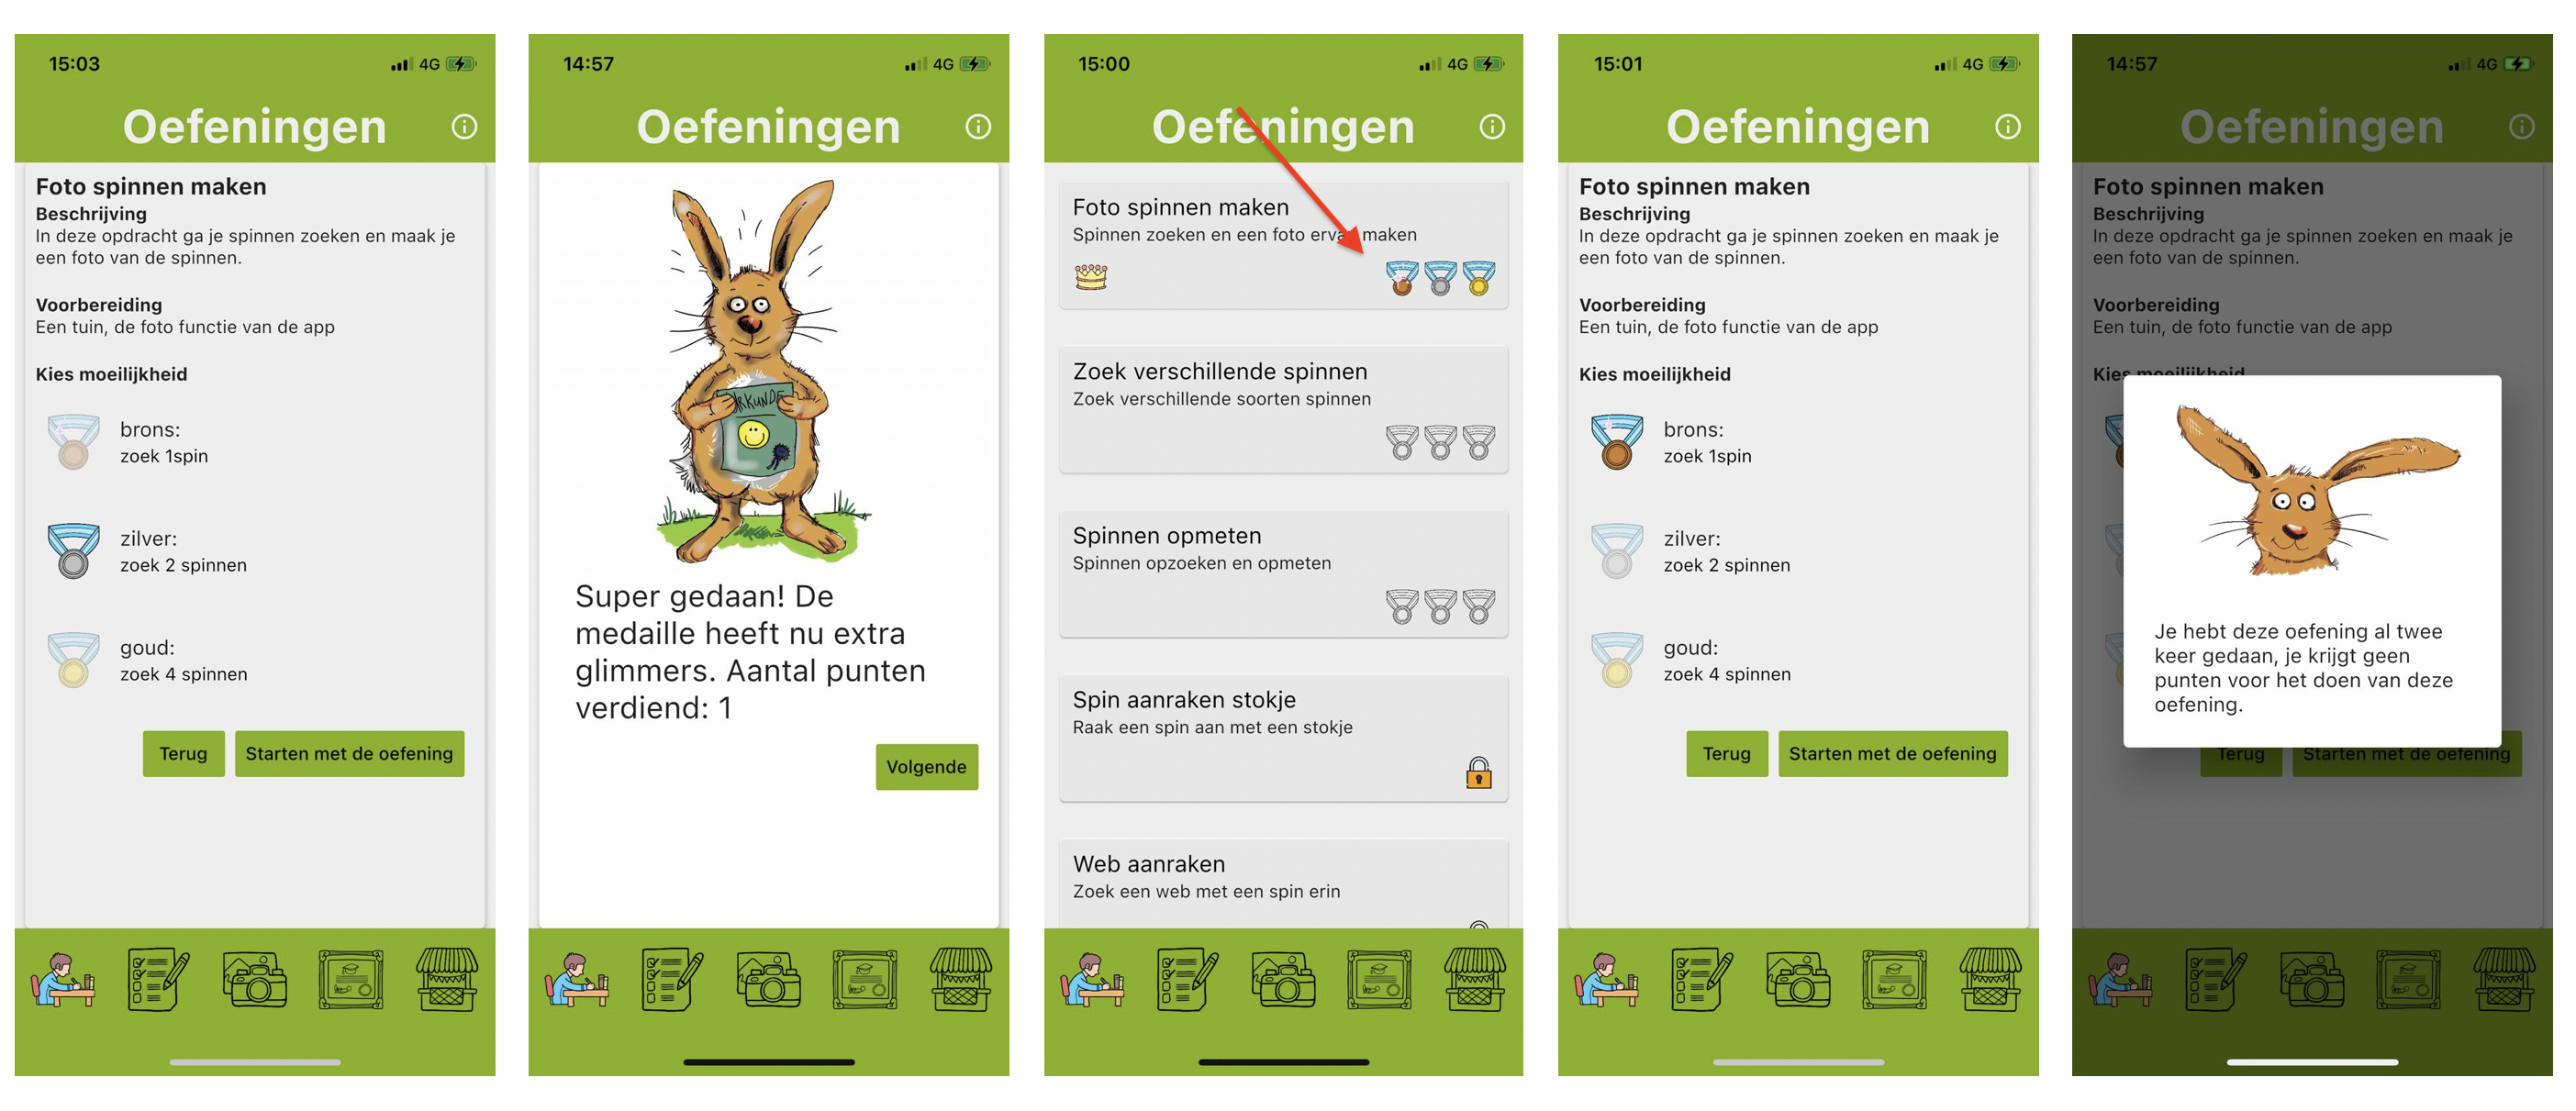 15:03
4G
Oefeningen
Foto spinnen maken
Beschrijving
In deze opdracht ga je spinnen zoeken en maak je
een foto van de spinnen.
Voorbereiding
Een tuin, de foto functie van de app
Kies moeilijkheid
brons:
zoek 1spin
zilver:
zoek 2 spinnen
goud:
zoek 4 spinnen
Terug
Starten met de oefening
14:57
4G
Oefeningen
Super gedaan! De
medaille heeft nu extra
glimmers. Aantal punten
verdiend: 1
Volgende
15:00
4G
Oefeningen
Foto spinnen maken
Spinnen zoeken en een foto ervan maken
Zoek verschillende spinnen
Zoek verschillende soorten spinnen
Spinnen opmeten
Spinnen opzoeken en opmeten
Spin aanraken stokje
Raak een spin aan met een stokje
Web aanraken
Zoek een web met een spin erin
15:01
4G
Oefeningen
Foto spinnen maken
Beschrijving
In deze opdracht ga je spinnen zoeken en maak je
een foto van de spinnen.
Voorbereiding
Een tuin, de foto functie van de app
Kies moeilijkheid
brons:
zoek 1spin
zilver:
zoek 2 spinnen
goud:
zoek 4 spinnen
Terug
Starten met de oefening
14:57
4G
Oefeningen
Foto spinnen maken
Beschrijving
In deze opdracht ga je spinnen zoeken en maak je
een foto van de spinnen.
Voorbereiding
Een tuin, de foto functie van de app
Kies moeilijkheid
Je hebt deze oefening al twee
keer gedaan, je krijgt geen
punten voor het doen van deze
oefening.
Terug
Starten met de oefening